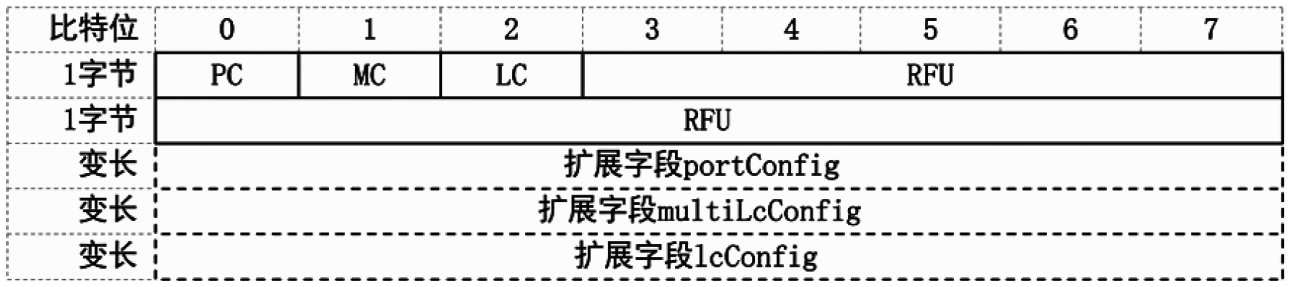 比特位 0 1 2 3 4 5 6 7
1字节 PC MC LC RFU
1字节 RFU
变长 扩展字段portConfig
变长 扩展字段multiLcConfig
变长 扩展字段lcConfig